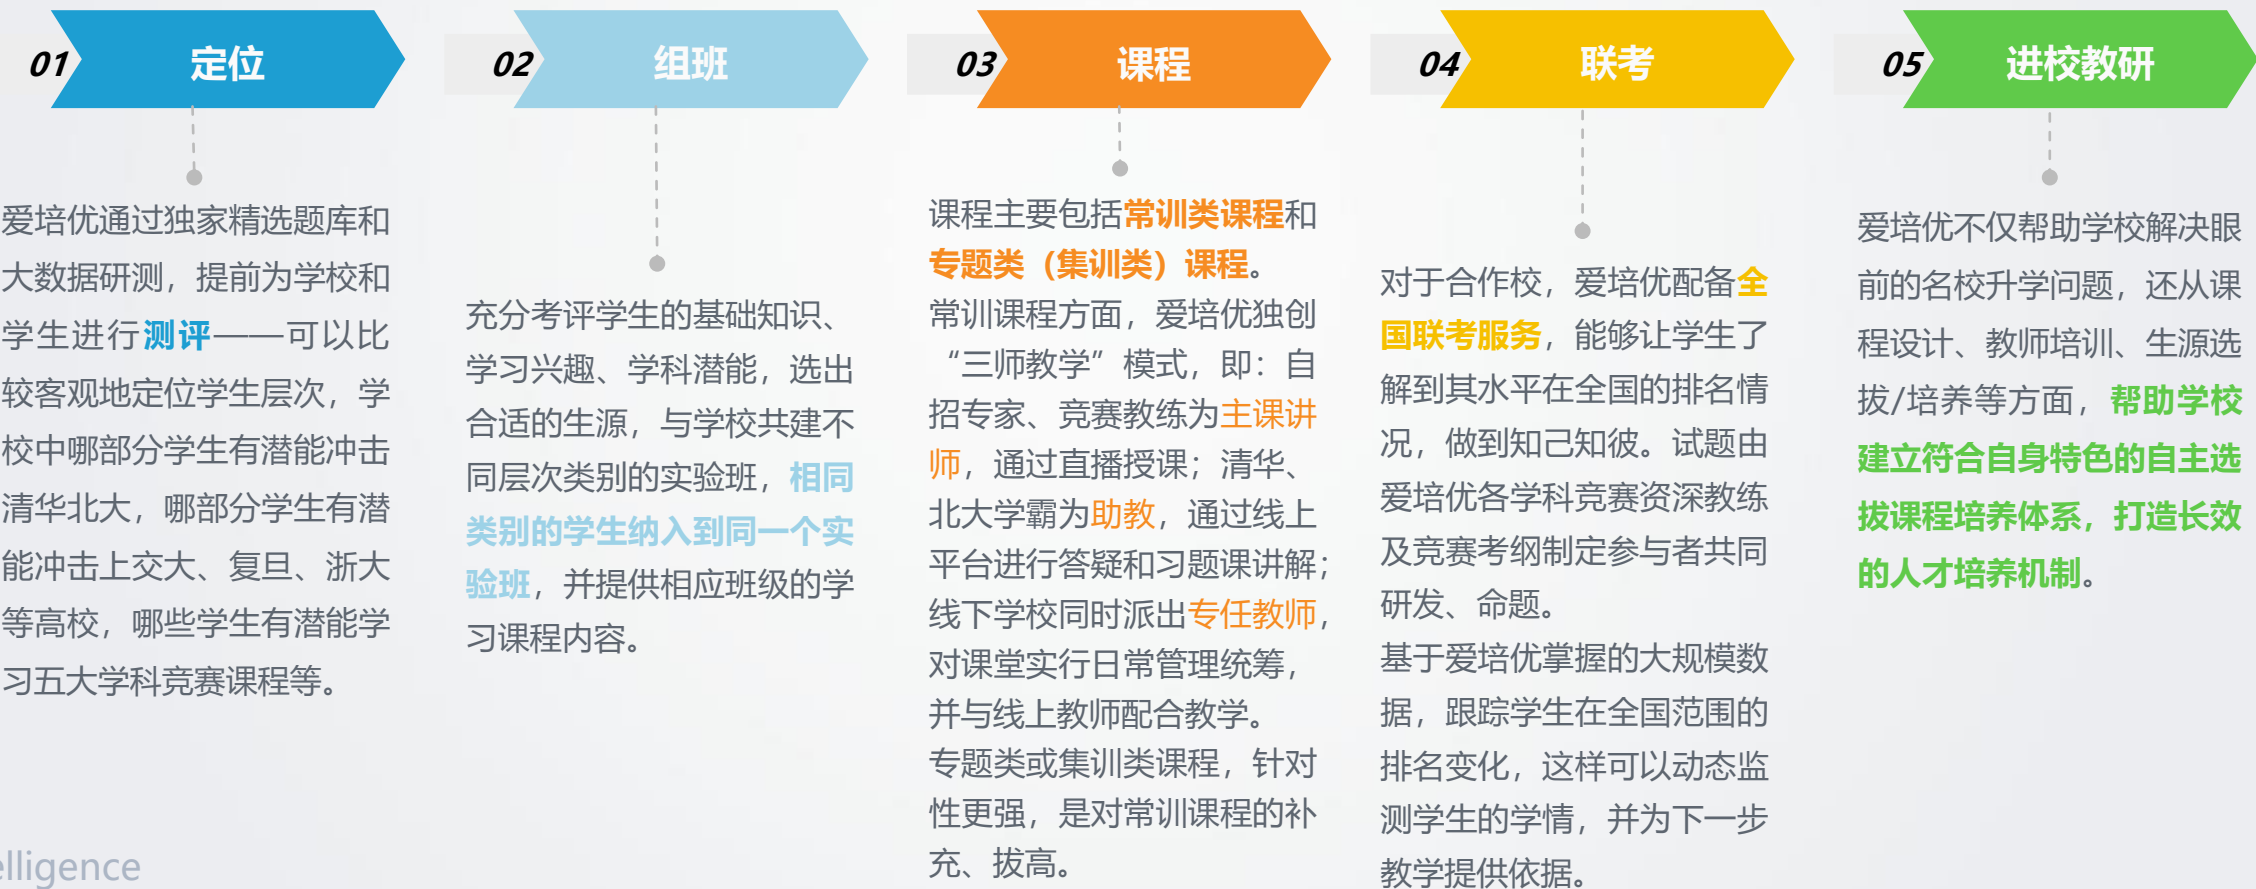 01
定位
爱培优通过独家精选题库和
大数据研测，提前为学校和
学生进行测评——可以比
较客观地定位学生层次，学
校中哪部分学生有潜能冲击
清华北大，哪部分学生有潜
能冲击上交大、复旦、浙大
等高校，哪些学生有潜能学
习五大学科竞赛课程等。
02
组班
充分考评学生的基础知识、
学习兴趣、学科潜能，选出
合适的生源，与学校共建不
同层次类别的实验班，相同
类别的学生纳入到同一个实
验班，并提供相应班级的学
习课程内容。
03
课程
课程主要包括常训类课程和
专题类（集训类）课程。
常训课程方面，爱培优独创
“三师教学”模式，即：自
招专家、竞赛教练为主课讲
师，通过直播授课；清华、
北大学霸为助教，通过线上
平台进行答疑和习题课讲解；
线下学校同时派出专任教师，
对课堂实行日常管理统筹，
并与线上教师配合教学。
专题类或集训类课程，针对
性更强，是对常训课程的补
充、拔高。
04
联考
对于合作校，爱培优配备全
国联考服务，能够让学生了
解到其水平在全国的排名情
况，做到知己知彼。试题由
爱培优各学科竞赛资深教练
及竞赛考纲制定参与者共同
研发、命题。
基于爱培优掌握的大规模数
据，跟踪学生在全国范围的
排名变化，这样可以动态监
测学生的学情，并为下一步
教学提供依据。
05
进校教研
爱培优不仅帮助学校解决眼
前的名校升学问题，还从课
程设计、教师培训、生源选
拔/培养等方面，帮助学校
建立符合自身特色的自主选
拔课程培养体系，打造长效
的人才培养机制。
elligence